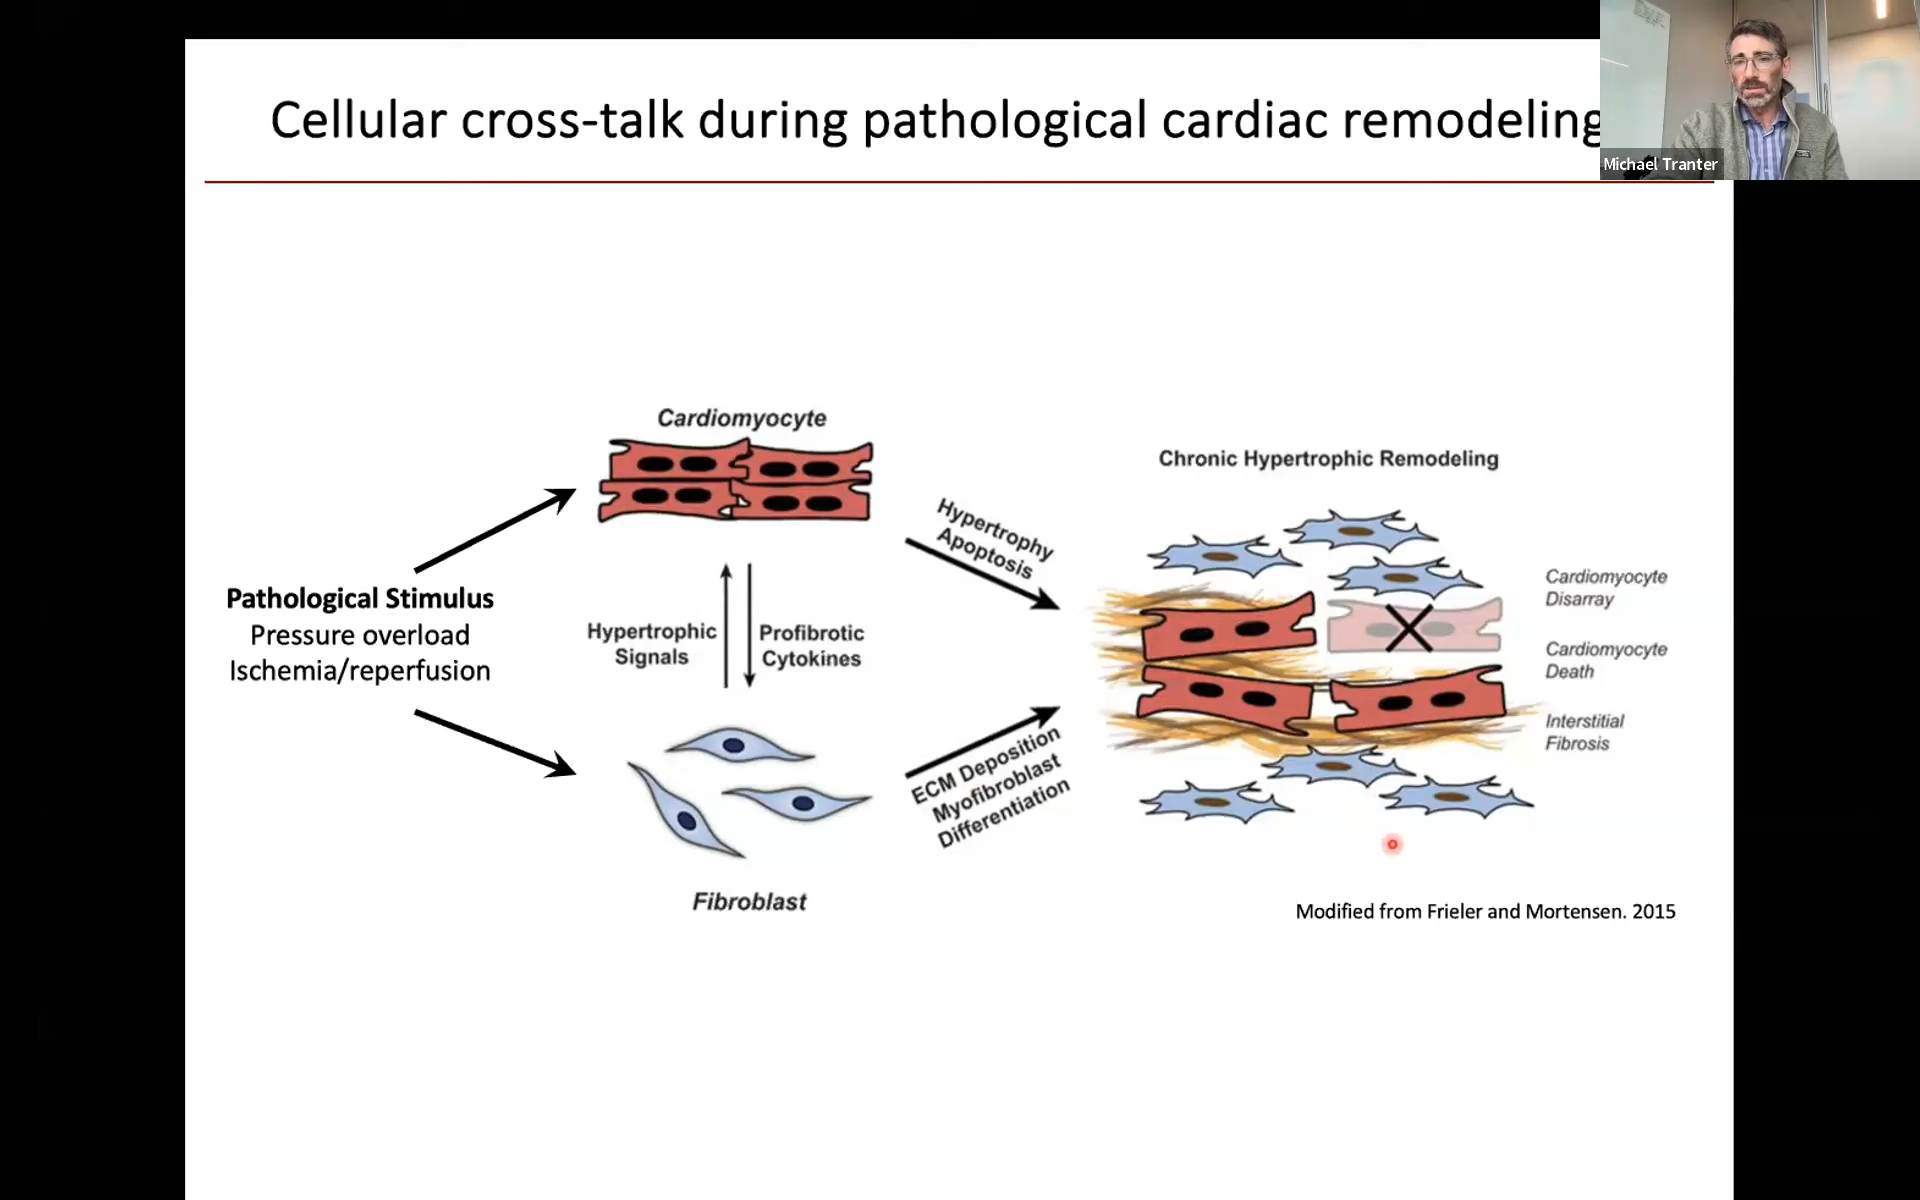 Cellular cross-talk during pathological cardiac remodeling
Michael Tranter
Cardiomyocyte
Chronic Hypertrophic Remodeling
Hypertrophy
Apoptosis
Pathological Stimulus
Pressure overload
Ischemia/reperfusion
Hypertrophic
Signals
Profibrotic
Cytokines
Cardiomyocyte
Disarray
Cardiomyocyte
Death
Interstitial
Fibrosis
ECM Deposition
Myofibroblast
Differentiation
Fibroblast
Modified from Frieler and Mortensen. 2015